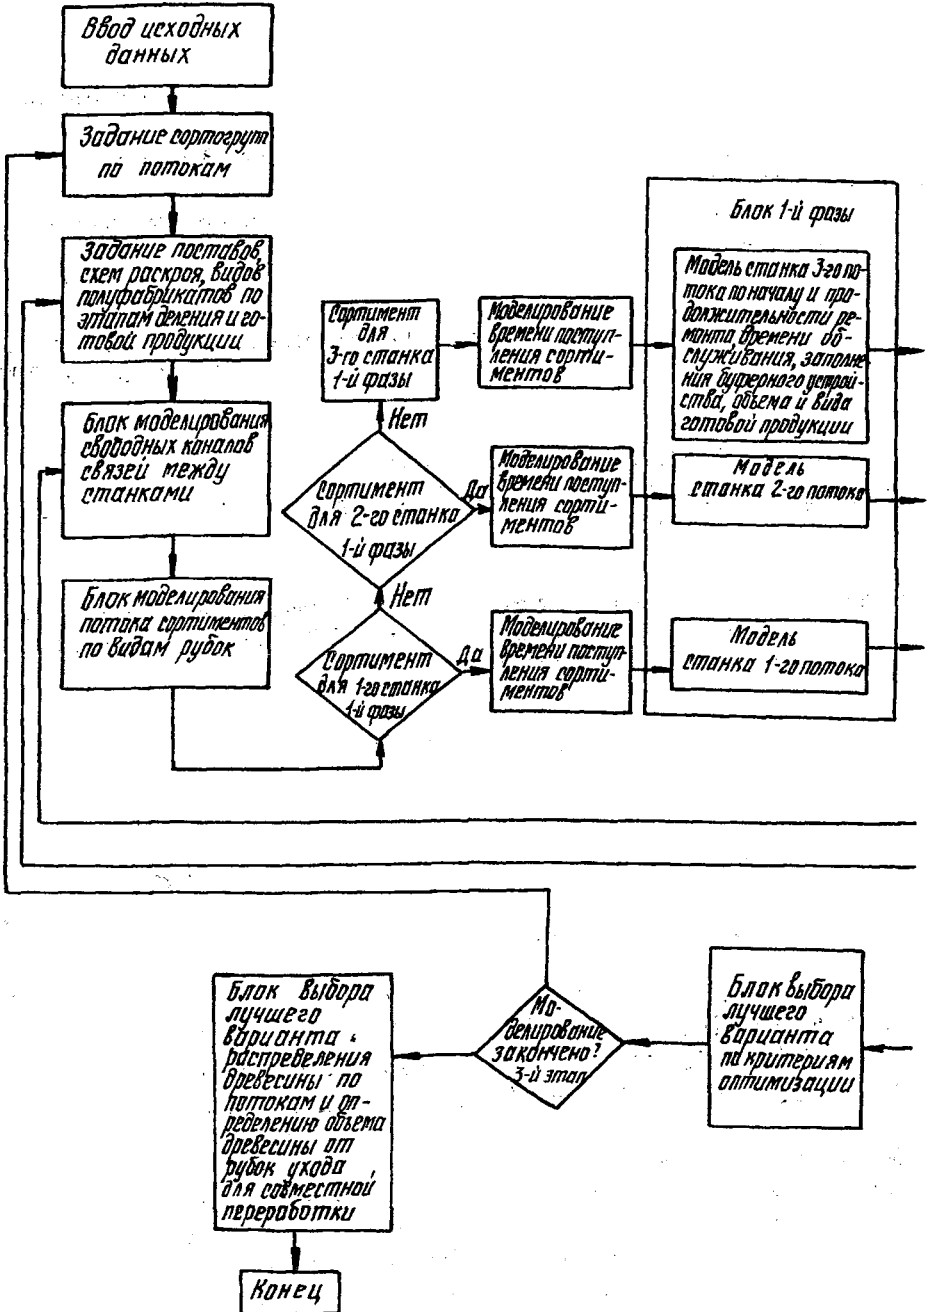 Ввод исходных
данных
Задание сортогрупп
по потокам
Задание поставов,
схем раскроя, видов
полуфабрикатов по
этапам деления и го-
товой продукции
Блок моделирования
свободных каналов
связей между
станками
Блок моделирования
потока сортиментов
по видам рубок
Сортимент
для
3-го станка
1-й фазы
Нет
Сортимент
для 2-го станка
1-й фазы
Да
Нет
Сортимент
для 1-го станка
1-й фазы
Да
Моделирование
времени поступ-
ления сорти-
ментов
Моделирование
времени поступ-
ления сорти-
ментов
Моделирование
времени поступ-
ления сорти-
ментов
Блок 1-й фазы
Модель станка 3-го по-
тока по началу и про-
должительности ре-
монта, времени об-
служивания, заполне-
ния буферного устрой-
ства, объема и вида
готовой продукции
Модель
станка 2-го потока
Модель
станка 1-го потока
Блок выбора
лучшего
варианта
по критериям
оптимизации
Мо-
делирование
закончено?
3-й этап
Блок выбора
лучшего
варианта
распределения
древесины по
потокам и оп-
ределению объема
древесины от
рубок ухода
для совместной
переработки
Конец